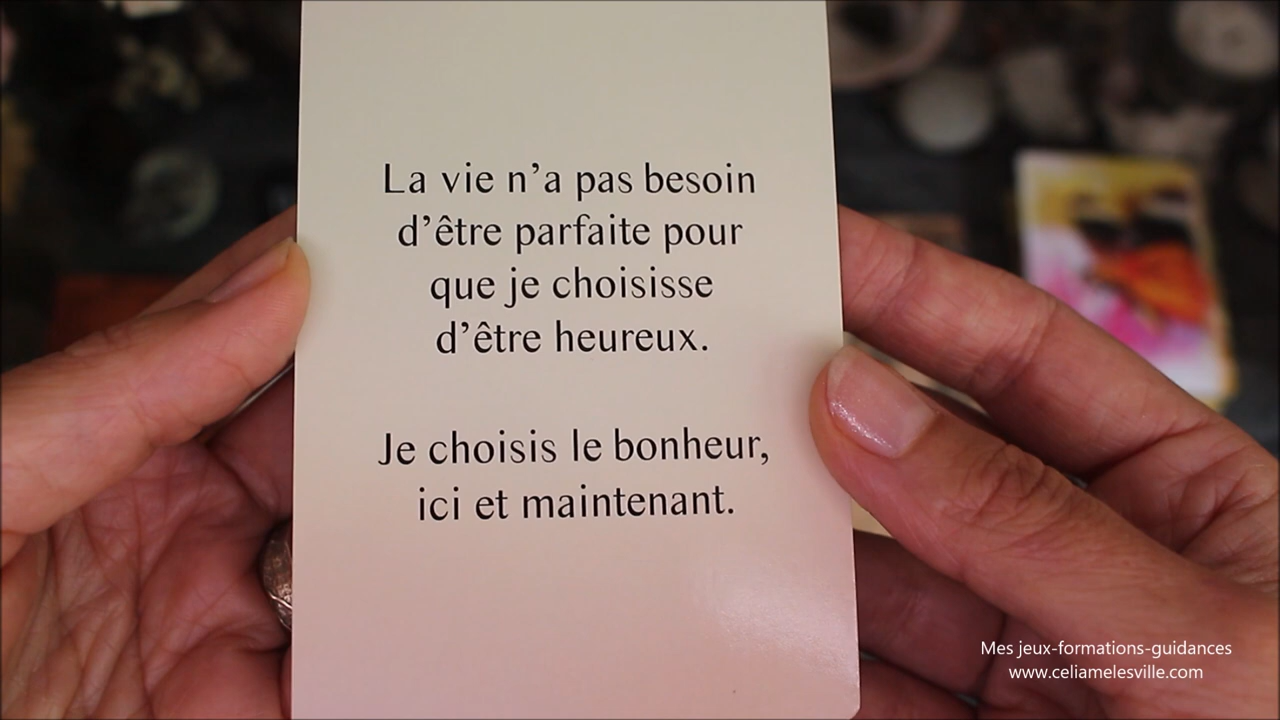 La vie n’a pas besoin
d’être parfaite pour
que je choisisse
d’être heureux.
Je choisis le bonheur,
ici et maintenant.
Mes jeux-formations-guidances
www.celiamelesville.com